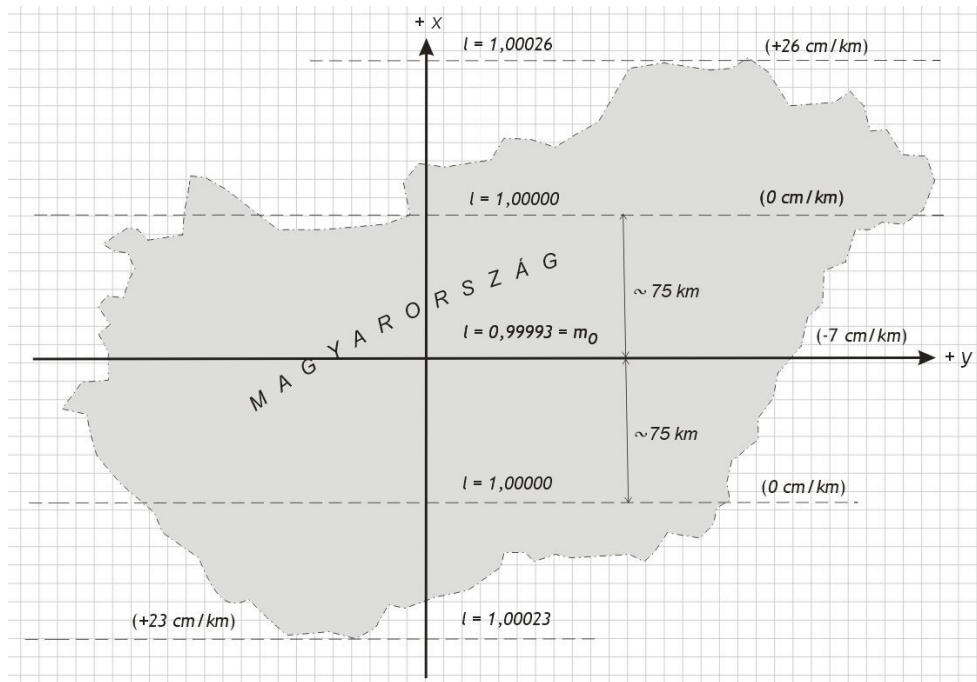 + x
l = 1,00026
(+26 cm/km)
l = 1,00000
(0 cm/km)
MAGYARORSZÁG
~ 75 km
l = 0,99993 = m₀
(-7 cm/km)
+ y
~ 75 km
l = 1,00000
(0 cm/km)
(+23 cm/km)
l = 1,00023